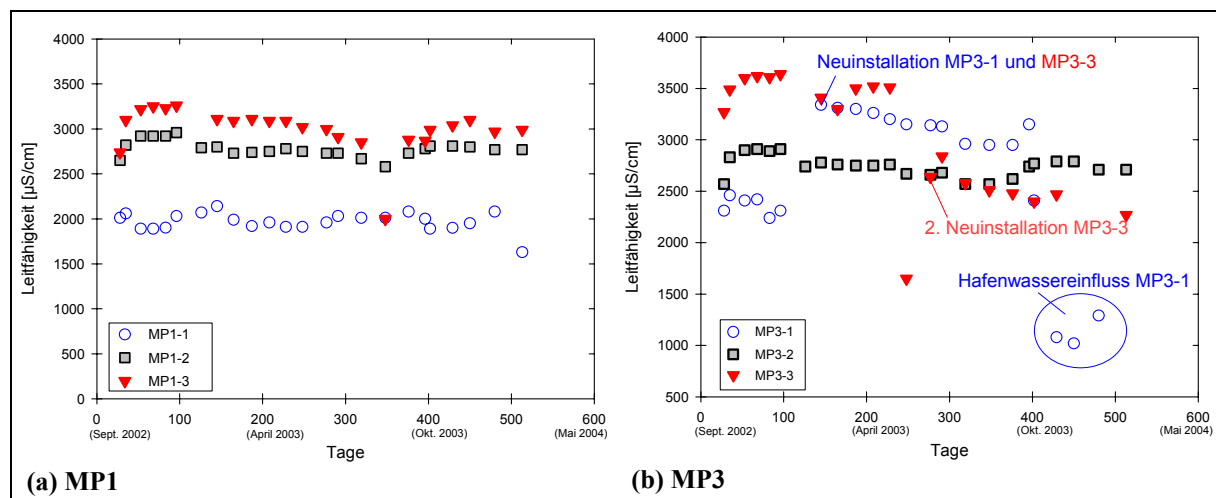 4000
3500
3000
2500
2000
1500
1000
500
0
Leitfähigkeit [µS/cm]
MP1-1
MP1-2
MP1-3
0 100 200 300 400 500 600
(Sept. 2002) (April 2003) (Okt. 2003) (Mai 2004)
Tage
(a) MP1
4000
3500
3000
2500
2000
1500
1000
500
Leitfähigkeit [µS/cm]
Neuinstallation MP3-1 und MP3-3
2. Neuinstallation MP3-3
Hafenwassereinfluss MP3-1
MP3-1
MP3-2
MP3-3
0 100 200 300 400 500 600
(Sept. 2002) (April 2003) (Okt. 2003) (Mai 2004)
Tage
(b) MP3